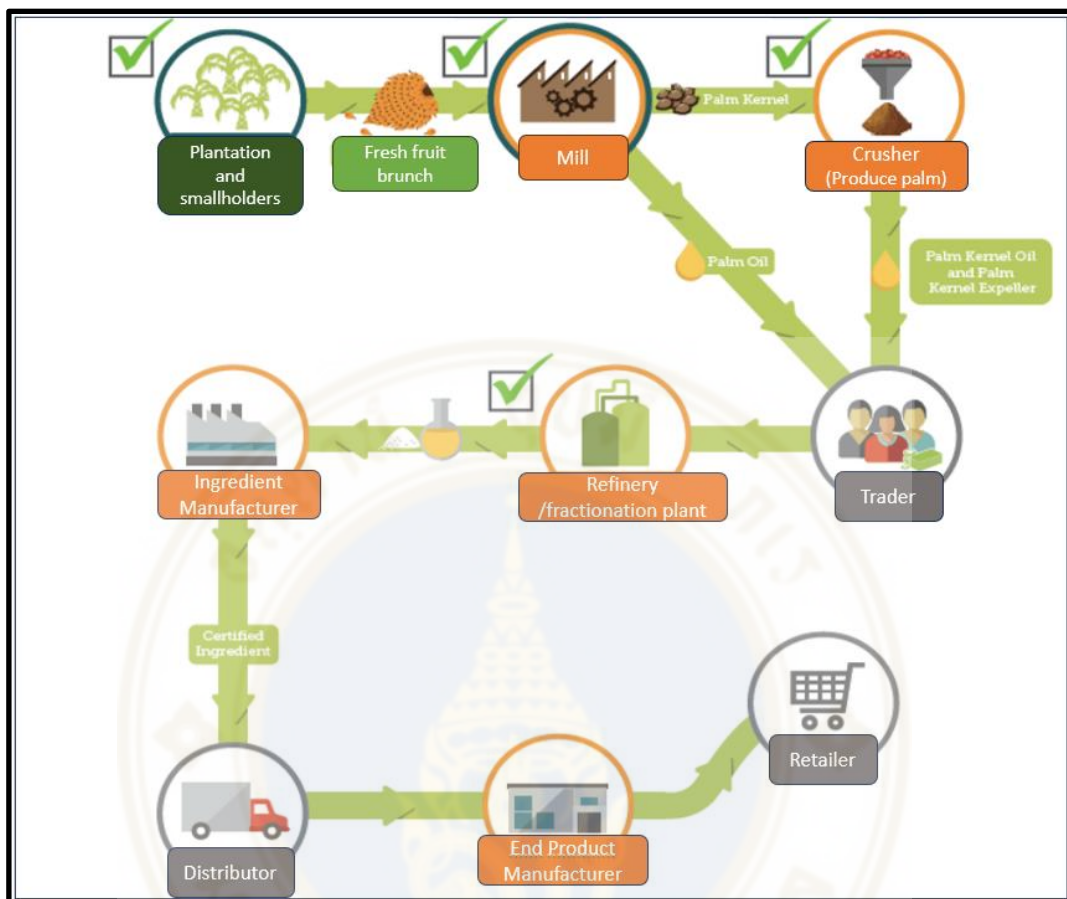 Plantation
and
smallholders
Fresh fruit
brunch
Mill
Palm Kernel
Crusher
(Produce palm)
Palm Oil
Palm Kernel Oil
and Palm
Kernel Expeller
Trader
Refinery
/fractionation plant
Ingredient
Manufacturer
Certified
Ingredient
Distributor
End Product
Manufacturer
Retailer